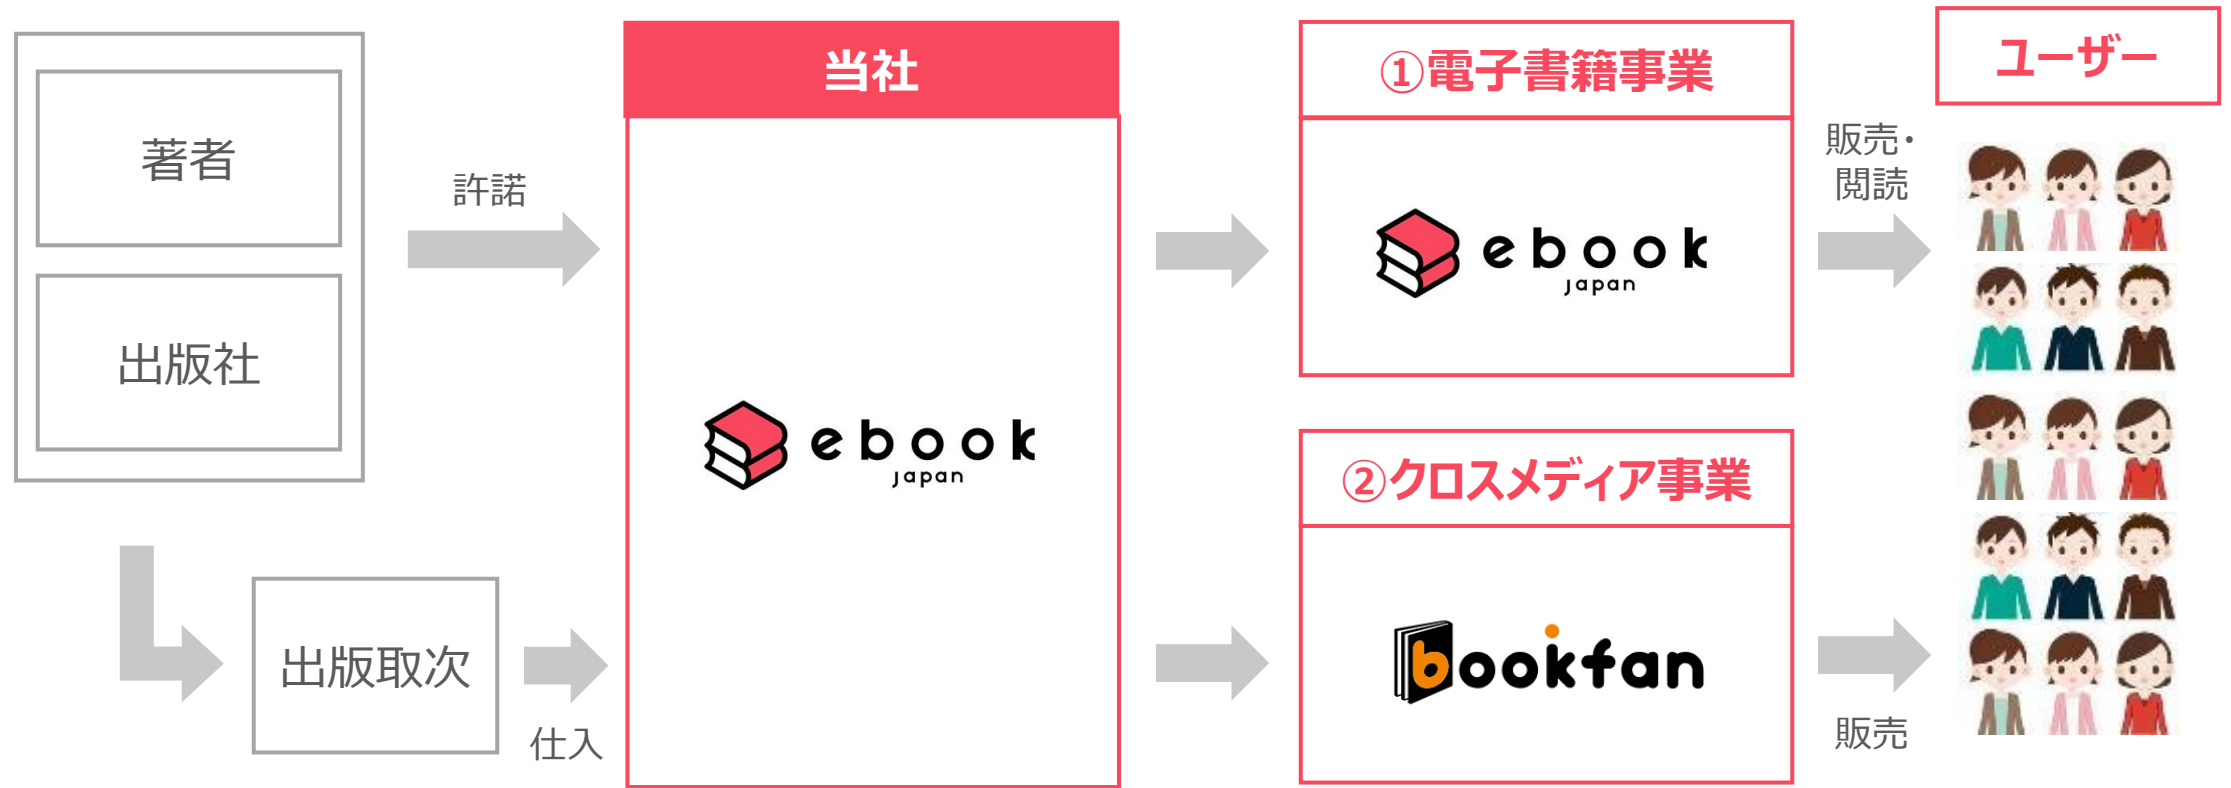 著者
出版社
許諾
出版取次
仕入
当社
ebook
japan
①電子書籍事業
ebook
japan
販売・
閲読
②クロスメディア事業
bookfan
販売
ユーザー